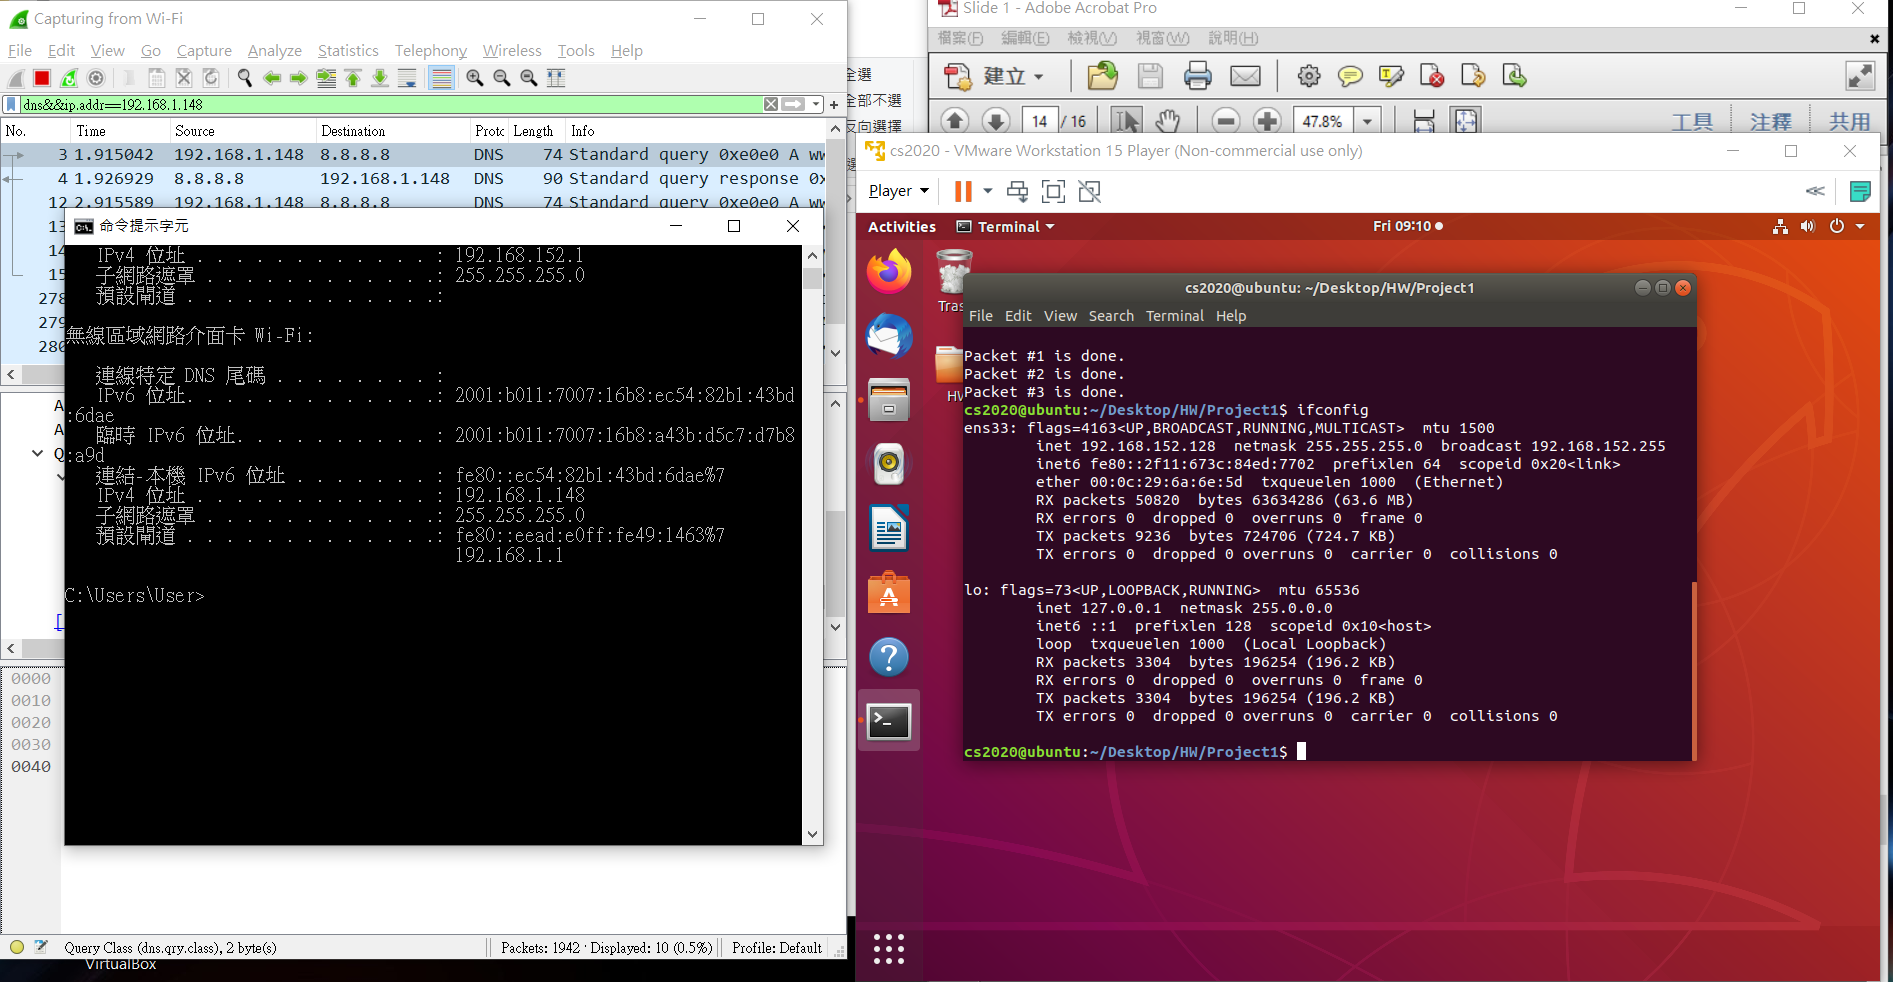 Capturing from Wi-Fi
File Edit View Go Capture Analyze Statistics Telephony Wireless Tools Help
dns&&ip.addr==192.168.1.148
No. Time Source Destination Protc Length Info
3 1.915042 192.168.1.148 8.8.8.8 DNS 74 Standard query 0xe0e0 A ww
4 1.926929 8.8.8.8 192.168.1.148 DNS 90 Standard query response 0x
12 2.915589 192.168.1.148 8.8.8.8 DNS 74 Standard query 0xe0e0 A ww
13
14
15
278
279
280
命令提示字元
IPv4 位址 . . . . . . . . . . . . : 192.168.152.1
子網路遮罩 . . . . . . . . . . . .: 255.255.255.0
預設閘道 . . . . . . . . . . . . .:
無線區域網路介面卡 Wi-Fi:
連線特定 DNS 尾碼 . . . . . . . . :
IPv6 位址. . . . . . . . . . . . .: 2001:b011:7007:16b8:ec54:82b1:43bd
:6dae
臨時 IPv6 位址. . . . . . . . . . : 2001:b011:7007:16b8:a43b:d5c7:d7b8
:a9d
連結-本機 IPv6 位址 . . . . . . . : fe80::ec54:82b1:43bd:6dae%7
IPv4 位址 . . . . . . . . . . . . : 192.168.1.148
子網路遮罩 . . . . . . . . . . . .: 255.255.255.0
預設閘道 . . . . . . . . . . . . .: fe80::eead:e0ff:fe49:1463%7
192.168.1.1
C:\Users\User>
A
A
Q
[
0000
0010
0020
0030
0040
Query Class (dns.qry.class), 2 byte(s) Packets: 1942 · Displayed: 10 (0.5%) Profile: Default
VirtualBox
全選
全部不選
反向選擇
Slide 1 - Adobe Acrobat Pro
檔案(F) 編輯(E) 檢視(V) 視窗(W) 說明(H)
建立
14 / 16 47.8% 工具 注釋 共用
cs2020 - VMware Workstation 15 Player (Non-commercial use only)
Player
Activities Terminal Fri 09:10
Tras
HW
cs2020@ubuntu: ~/Desktop/HW/Project1
File Edit View Search Terminal Help
Packet #1 is done.
Packet #2 is done.
Packet #3 is done.
cs2020@ubuntu:~/Desktop/HW/Project1$ ifconfig
ens33: flags=4163<UP,BROADCAST,RUNNING,MULTICAST> mtu 1500
inet 192.168.152.128 netmask 255.255.255.0 broadcast 192.168.152.255
inet6 fe80::2f11:673c:84ed:7702 prefixlen 64 scopeid 0x20<link>
ether 00:0c:29:6a:6e:5d txqueuelen 1000 (Ethernet)
RX packets 50820 bytes 63634286 (63.6 MB)
RX errors 0 dropped 0 overruns 0 frame 0
TX packets 9236 bytes 724706 (724.7 KB)
TX errors 0 dropped 0 overruns 0 carrier 0 collisions 0
lo: flags=73<UP,LOOPBACK,RUNNING> mtu 65536
inet 127.0.0.1 netmask 255.0.0.0
inet6 ::1 prefixlen 128 scopeid 0x10<host>
loop txqueuelen 1000 (Local Loopback)
RX packets 3304 bytes 196254 (196.2 KB)
RX errors 0 dropped 0 overruns 0 frame 0
TX packets 3304 bytes 196254 (196.2 KB)
TX errors 0 dropped 0 overruns 0 carrier 0 collisions 0
cs2020@ubuntu:~/Desktop/HW/Project1$